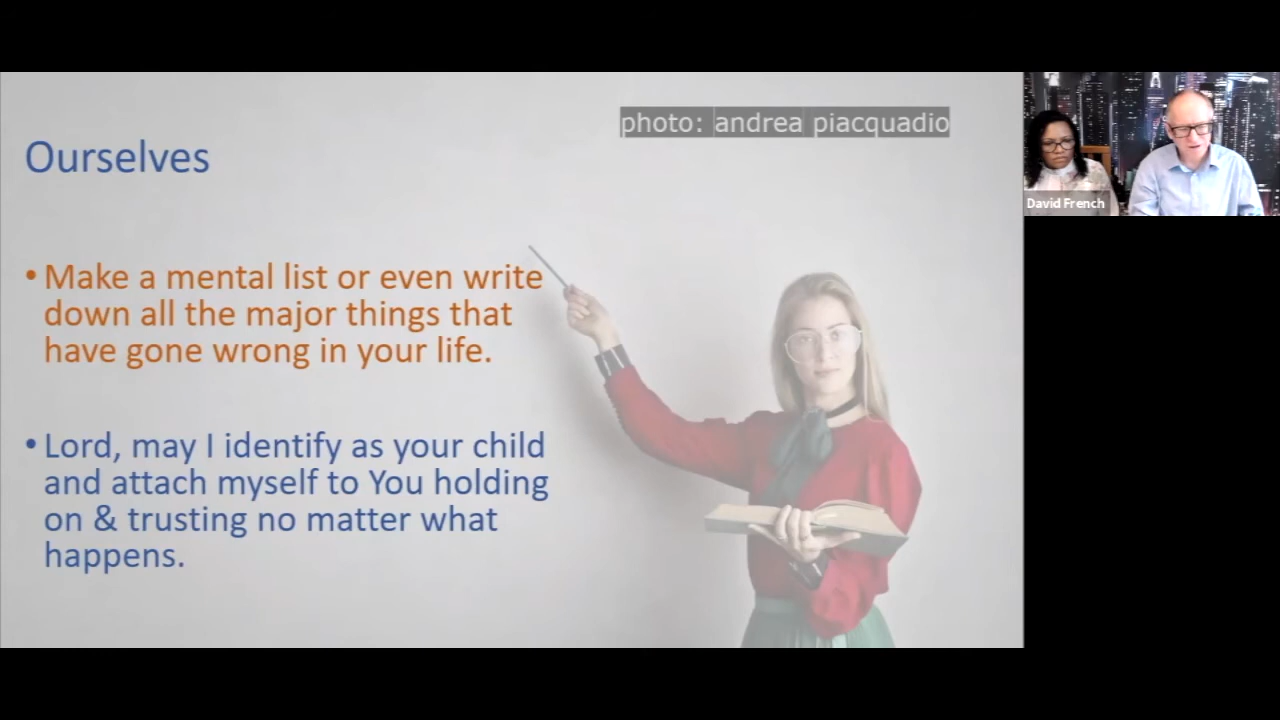 photo: andrea piacquadio
Ourselves
• Make a mental list or even write
down all the major things that
have gone wrong in your life.
• Lord, may I identify as your child
and attach myself to You holding
on & trusting no matter what
happens.
David French